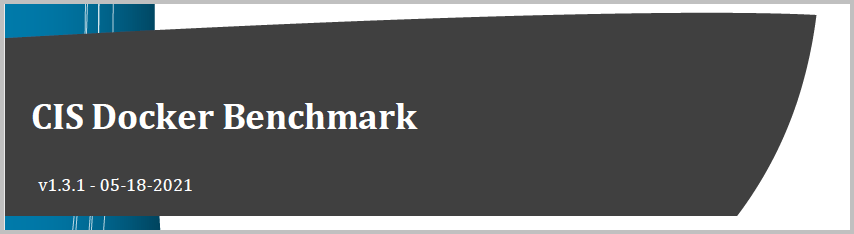 CIS Docker Benchmark
v1.3.1 - 05-18-2021